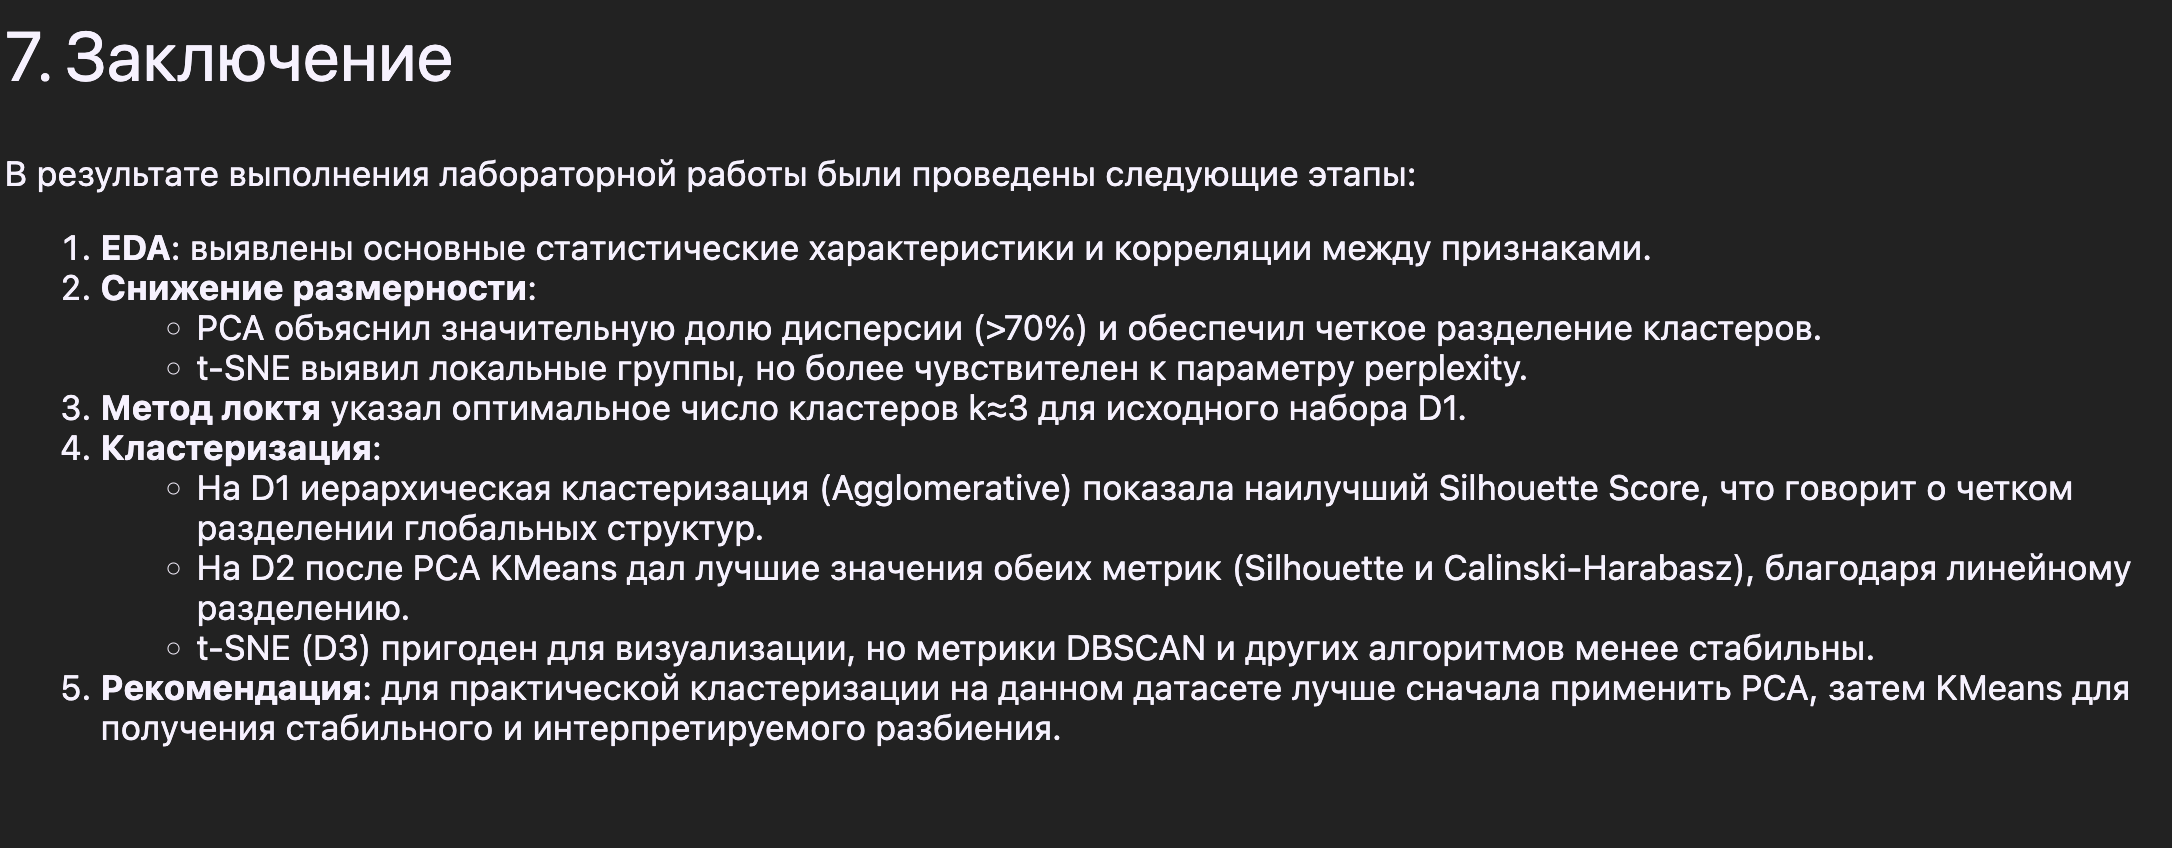 7. Заключение
В результате выполнения лабораторной работы были проведены следующие этапы:
1. EDA: выявлены основные статистические характеристики и корреляции между признаками.
2. Снижение размерности:
◦ PCA объяснил значительную долю дисперсии (>70%) и обеспечил четкое разделение кластеров.
◦ t-SNE выявил локальные группы, но более чувствителен к параметру perplexity.
3. Метод локтя указал оптимальное число кластеров k≈3 для исходного набора D1.
4. Кластеризация:
◦ На D1 иерархическая кластеризация (Agglomerative) показала наилучший Silhouette Score, что говорит о четком
разделении глобальных структур.
◦ На D2 после PCA KMeans дал лучшие значения обеих метрик (Silhouette и Calinski-Harabasz), благодаря линейному
разделению.
◦ t-SNE (D3) пригоден для визуализации, но метрики DBSCAN и других алгоритмов менее стабильны.
5. Рекомендация: для практической кластеризации на данном датасете лучше сначала применить PCA, затем KMeans для
получения стабильного и интерпретируемого разбиения.